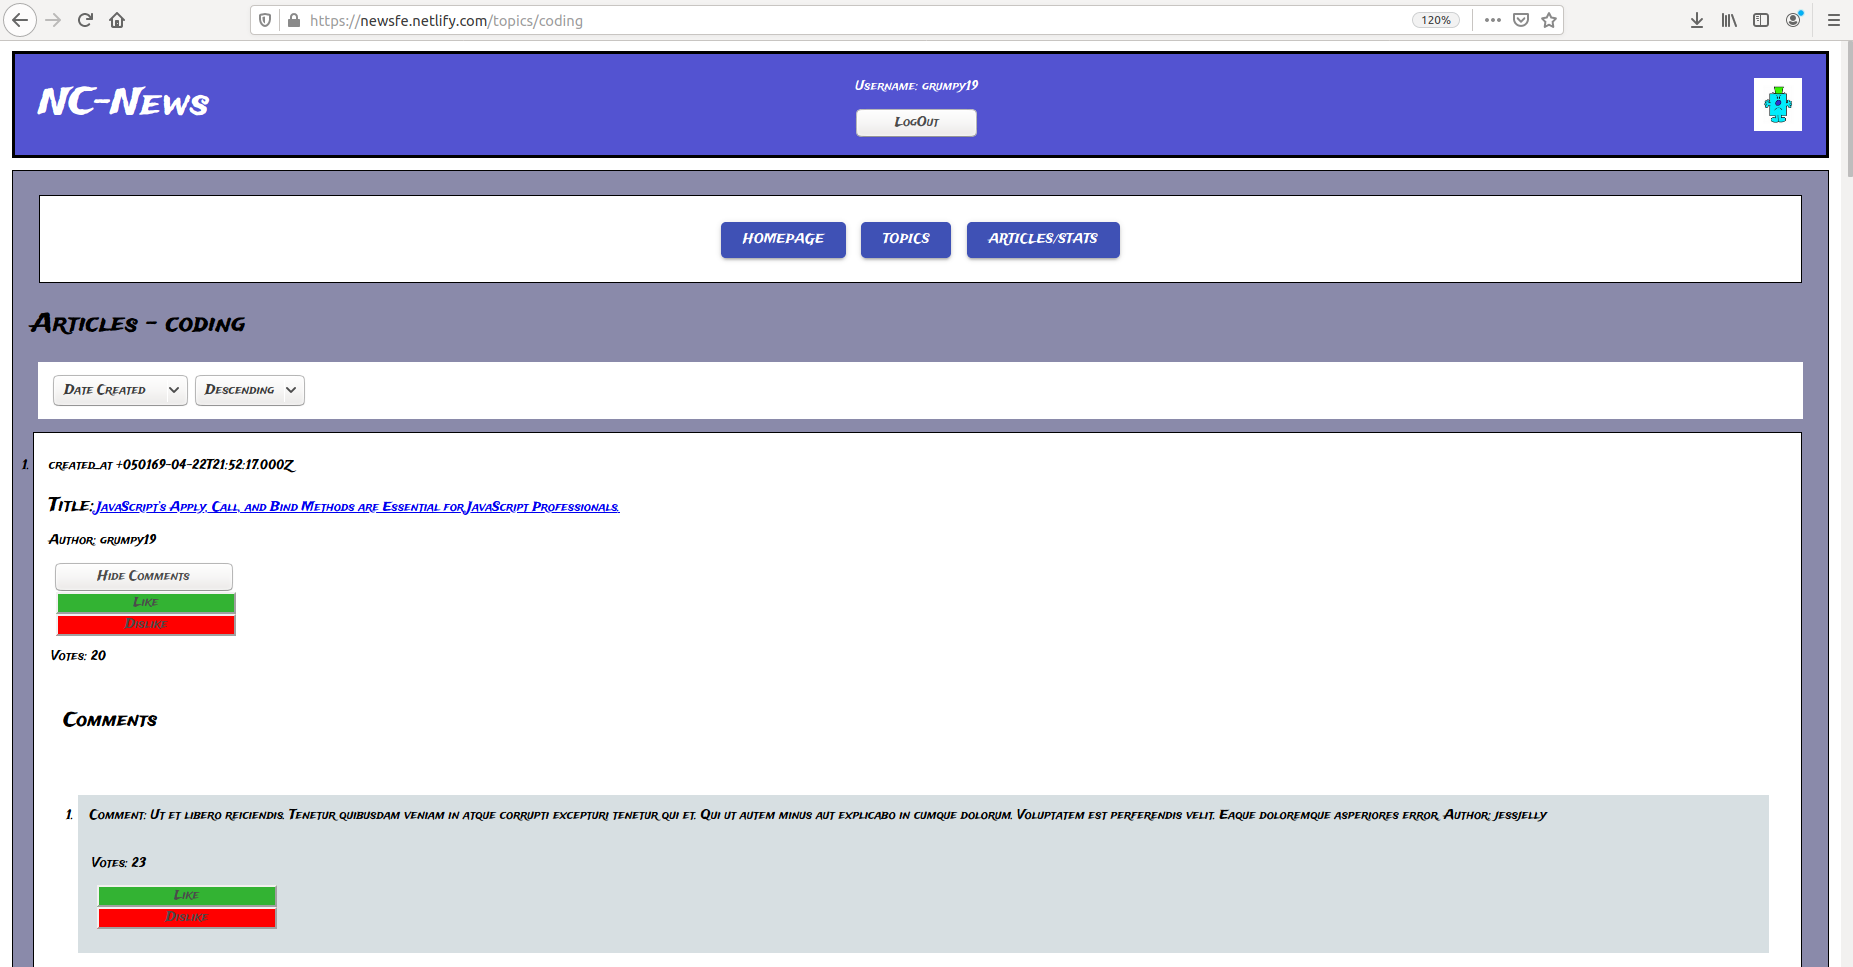 https://newsfe.netlify.com/topics/coding
120%
NC-News
Username: grumpy19
LogOut
HOMEPAGE
TOPICS
ARTICLES/STATS
Articles - coding
Date Created
Descending
1.
created_at +050169-04-22T21:52:17.000Z
Title: JavaScript's Apply, Call, and Bind Methods are Essential for JavaScript Professionals.
Author: grumpy19
Hide Comments
Like
Dislike
Votes: 20
Comments
1.
Comment: Ut et libero reiciendis. Tenetur quibusdam veniam in atque corrupti excepturi tenetur qui et. Qui ut autem minus aut explicabo in cumque dolorum. Voluptatem est perferendis velit. Eaque doloremque asperiores error. Author: jessjelly
Votes: 23
Like
Dislike